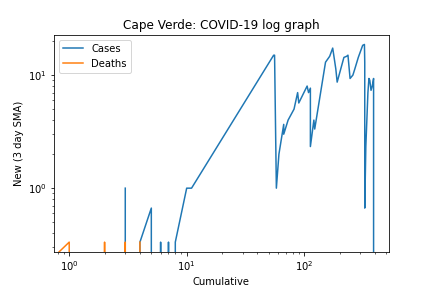 Cape Verde: COVID-19 log graph
Cases
Deaths
New (3 day SMA)
10¹
10⁰
10⁰
10¹
10²
Cumulative